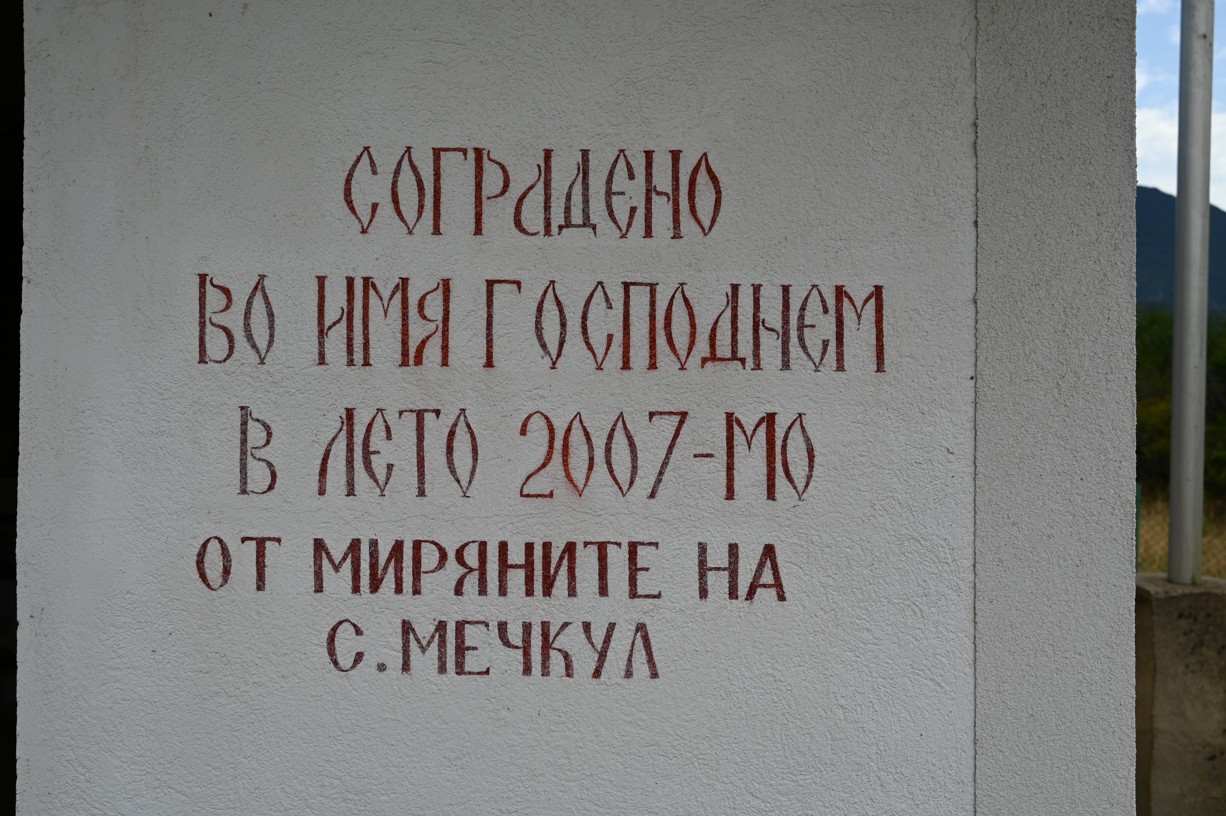 СОГРАДЕНО
ВО ИМЯ ГОСПОДНЕМ
В ЛЕТО 2007-МО
ОТ МИРЯНИТЕ НА
С.МЕЧКУЛ